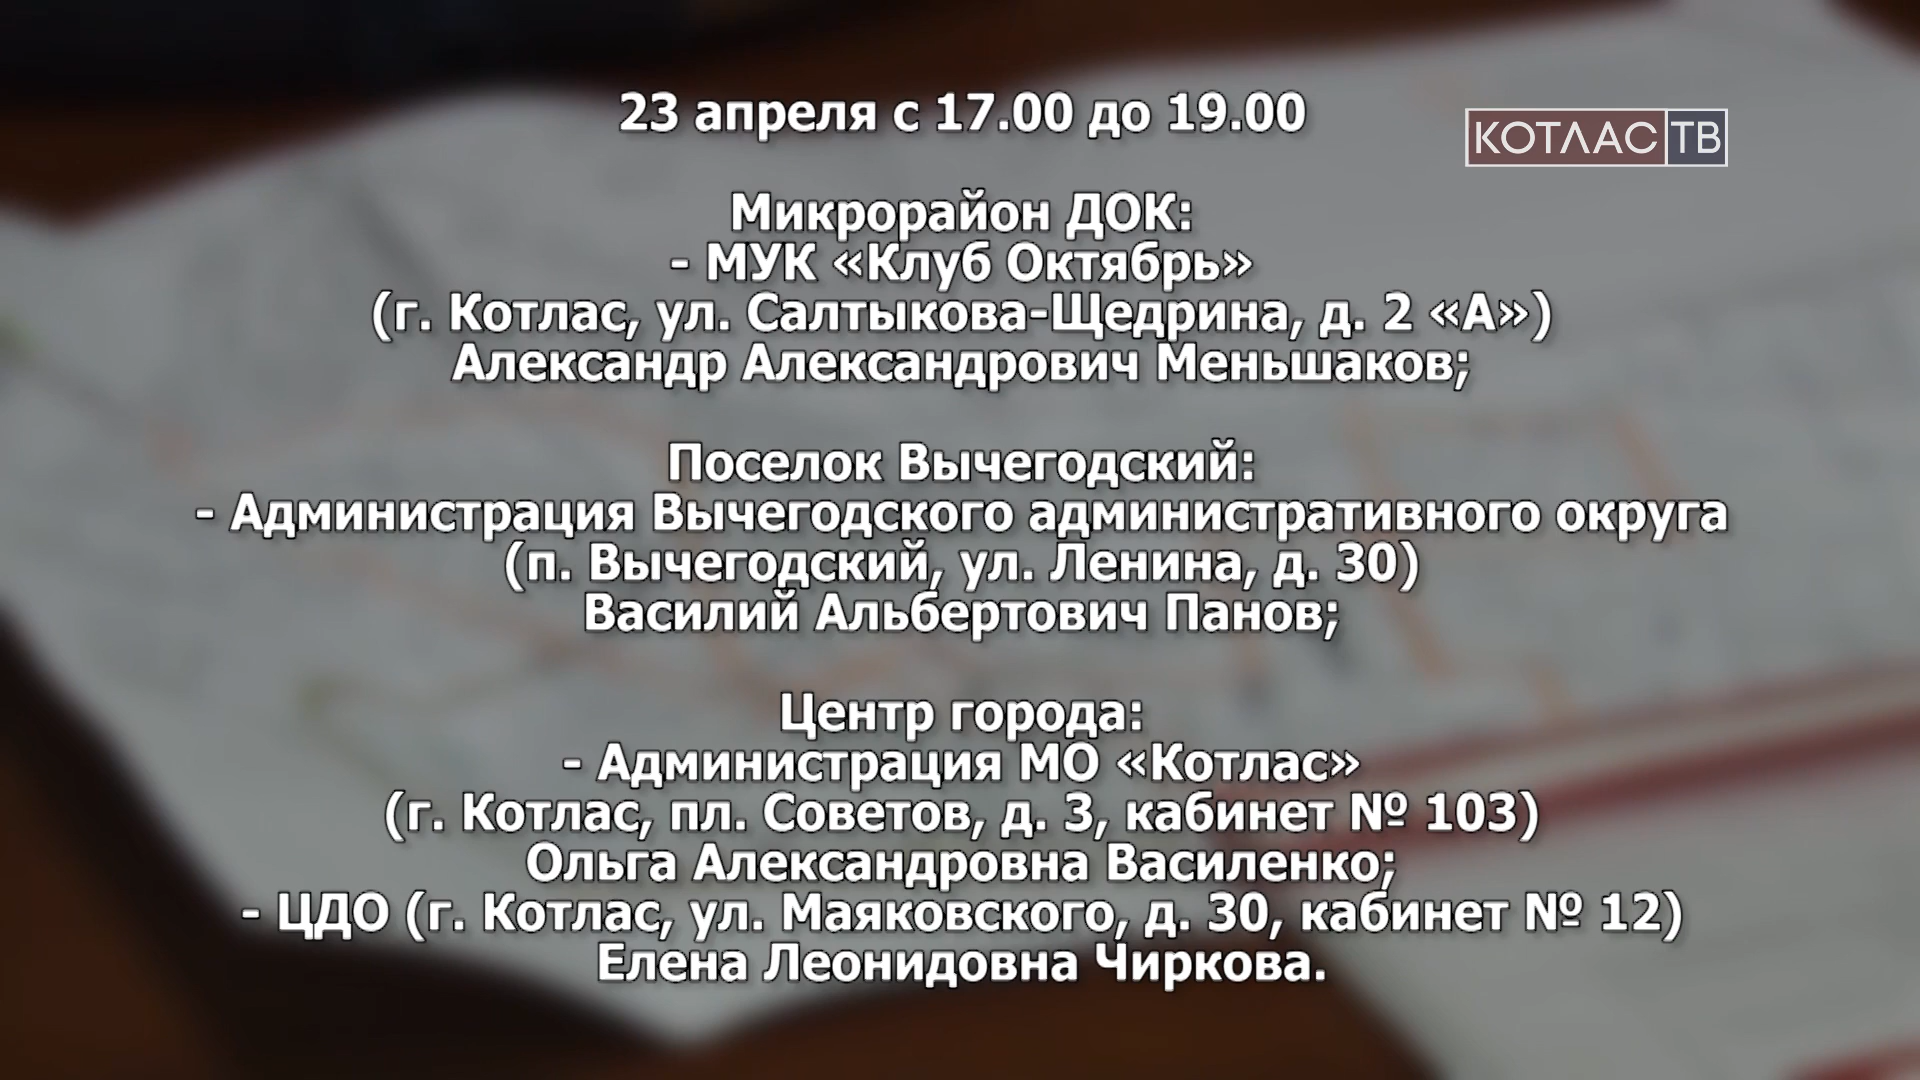 23 апреля с 17.00 до 19.00
КОТЛАС ТВ
Микрорайон ДОК:
- МУК «Клуб Октябрь»
(г. Котлас, ул. Салтыкова-Щедрина, д. 2 «А»)
Александр Александрович Меньшаков;
Поселок Вычегодский:
- Администрация Вычегодского административного округа
(п. Вычегодский, ул. Ленина, д. 30)
Василий Альбертович Панов;
Центр города:
- Администрация МО «Котлас»
(г. Котлас, пл. Советов, д. 3, кабинет № 103)
Ольга Александровна Василенко;
- ЦДО (г. Котлас, ул. Маяковского, д. 30, кабинет № 12)
Елена Леонидовна Чиркова.